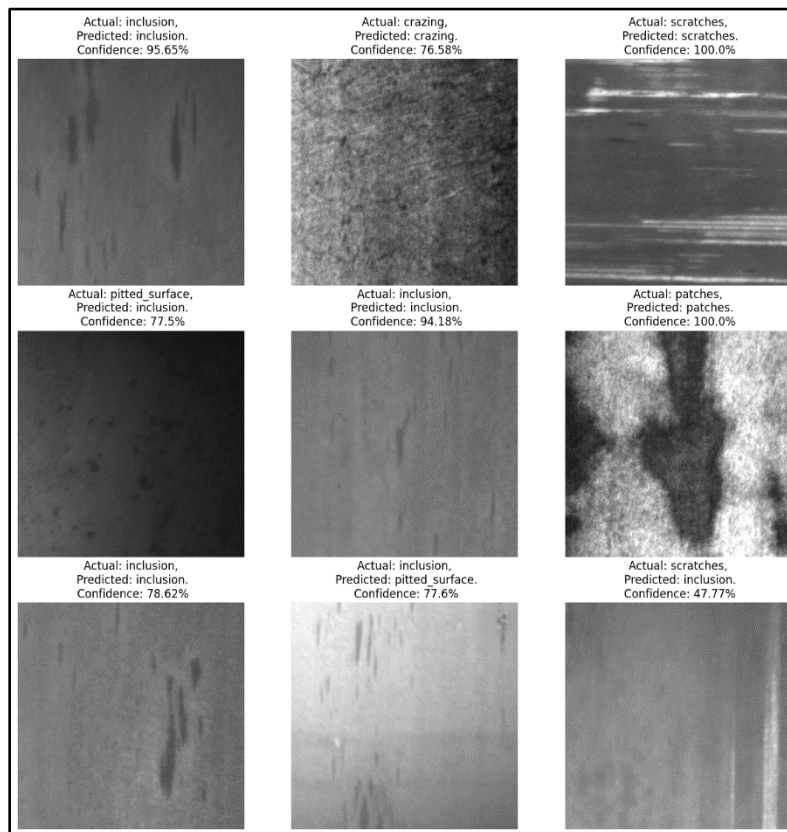 Actual: inclusion,
Predicted: inclusion.
Confidence: 95.65%
Actual: crazing,
Predicted: crazing.
Confidence: 76.58%
Actual: scratches,
Predicted: scratches.
Confidence: 100.0%
Actual: pitted_surface,
Predicted: inclusion.
Confidence: 77.5%
Actual: inclusion,
Predicted: inclusion.
Confidence: 94.18%
Actual: patches,
Predicted: patches.
Confidence: 100.0%
Actual: inclusion,
Predicted: inclusion.
Confidence: 78.62%
Actual: inclusion,
Predicted: pitted_surface.
Confidence: 77.6%
Actual: scratches,
Predicted: inclusion.
Confidence: 47.77%